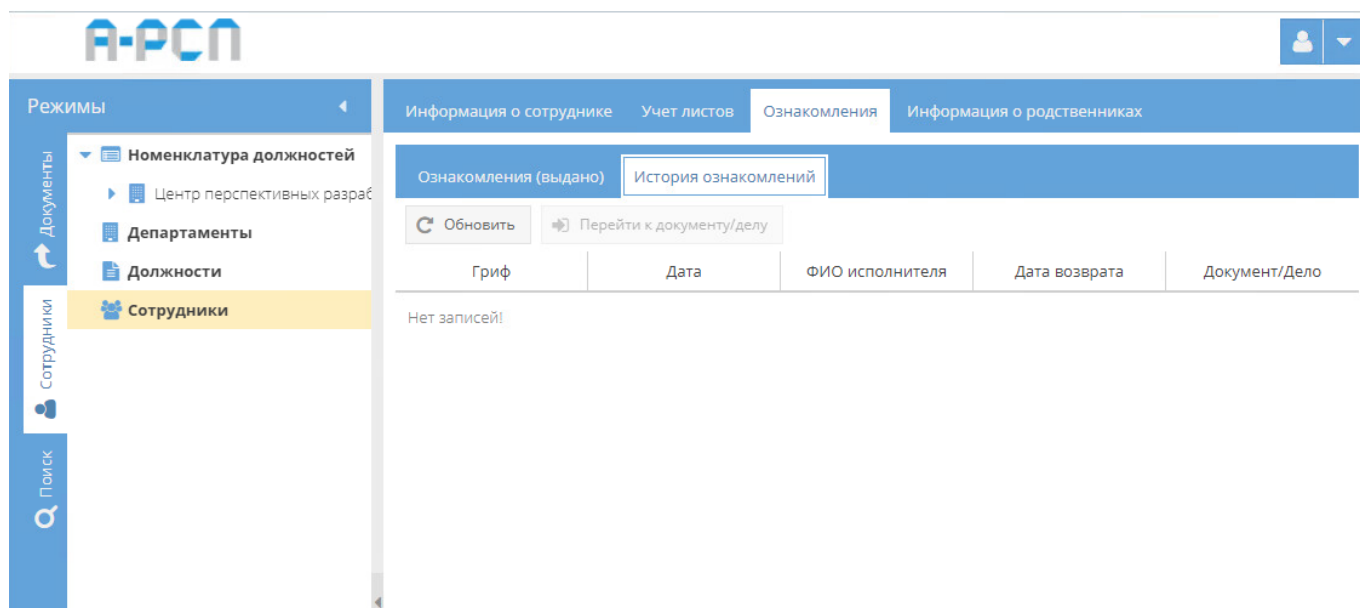 А-РСП
Режимы
Информация о сотруднике Учет листов Ознакомления Информация о родственниках
Документы
Сотрудники
Поиск
Номенклатура должностей
Центр перспективных разраб
Департаменты
Должности
Сотрудники
Ознакомления (выдано) История ознакомлений
Обновить Перейти к документу/делу
Гриф Дата ФИО исполнителя Дата возврата Документ/Дело
Нет записей!